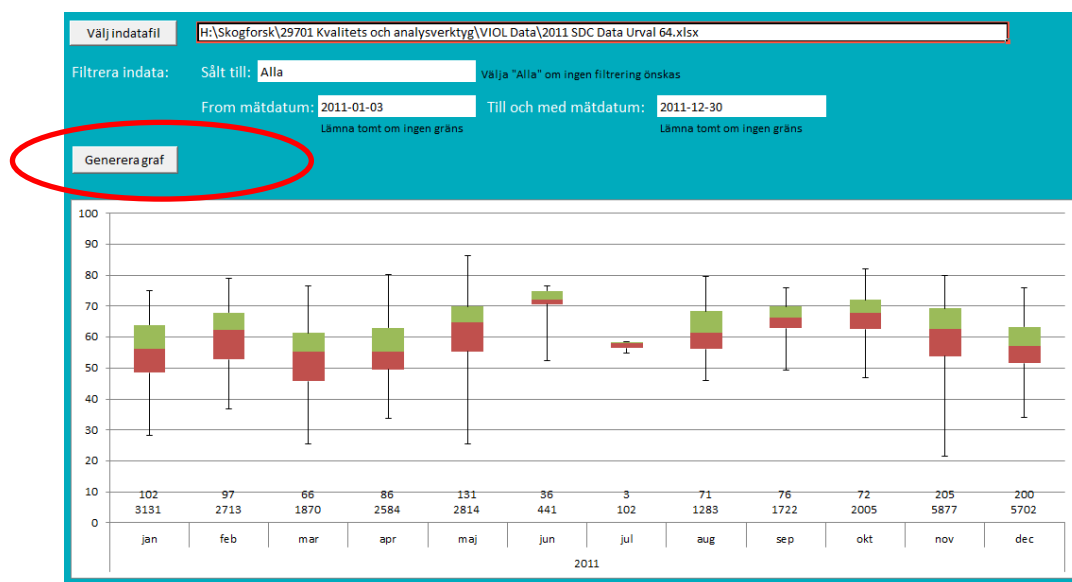 Välj indatafil H:\Skogforsk\29701 Kvalitets och analysverktyg\VIOL Data\2011 SDC Data Urval 64.xlsx
Filtrera indata: Sålt till: Alla Välja "Alla" om ingen filtrering önskas
From mätdatum: 2011-01-03 Till och med mätdatum: 2011-12-30
Lämna tomt om ingen gräns Lämna tomt om ingen gräns
Generera graf
100
90
80
70
60
50
40
30
20
10 102 97 66 86 131 36 3 71 76 72 205 200
3131 2713 1870 2584 2814 441 102 1283 1722 2005 5877 5702
0
jan feb mar apr maj jun jul aug sep okt nov dec
2011